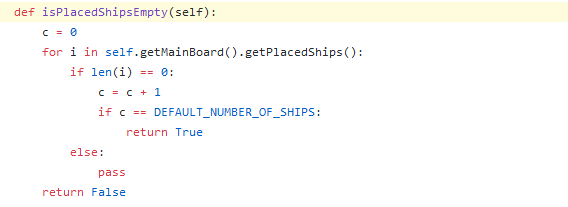 def isPlacedShipsEmpty(self):
    c = 0
    for i in self.getMainBoard().getPlacedShips():
        if len(i) == 0:
            c = c + 1
            if c == DEFAULT_NUMBER_OF_SHIPS:
                return True
        else:
            pass
    return False